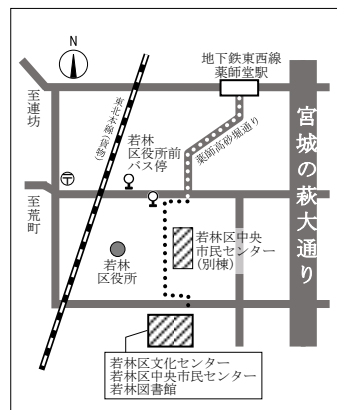 N
地下鉄東西線
薬師堂駅
至連坊
東北本線(貨物)
若林
区役所前
バス停
薬師高砂堀通り
宮城の萩大通り
〒
至荒町
若林区中央
市民センター
(別棟)
若林
区役所
若林区文化センター
若林区中央市民センター
若林図書館